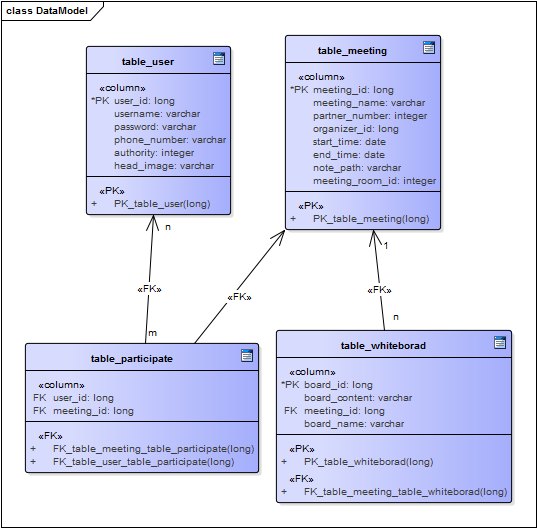 class DataModel
table_user
«column»
*PK user_id: long
username: varchar
password: varchar
phone_number: varchar
authority: integer
head_image: varchar
«PK»
+ PK_table_user(long)
table_meeting
«column»
*PK meeting_id: long
meeting_name: varchar
partner_number: integer
organizer_id: long
start_time: date
end_time: date
note_path: varchar
meeting_room_id: integer
«PK»
+ PK_table_meeting(long)
n
1
«FK»
«FK»
«FK»
m
n
table_participate
«column»
FK user_id: long
FK meeting_id: long
«FK»
+ FK_table_meeting_table_participate(long)
+ FK_table_user_table_participate(long)
table_whiteborad
«column»
*PK board_id: long
board_content: varchar
FK meeting_id: long
board_name: varchar
«PK»
+ PK_table_whiteborad(long)
«FK»
+ FK_table_meeting_table_whiteborad(long)